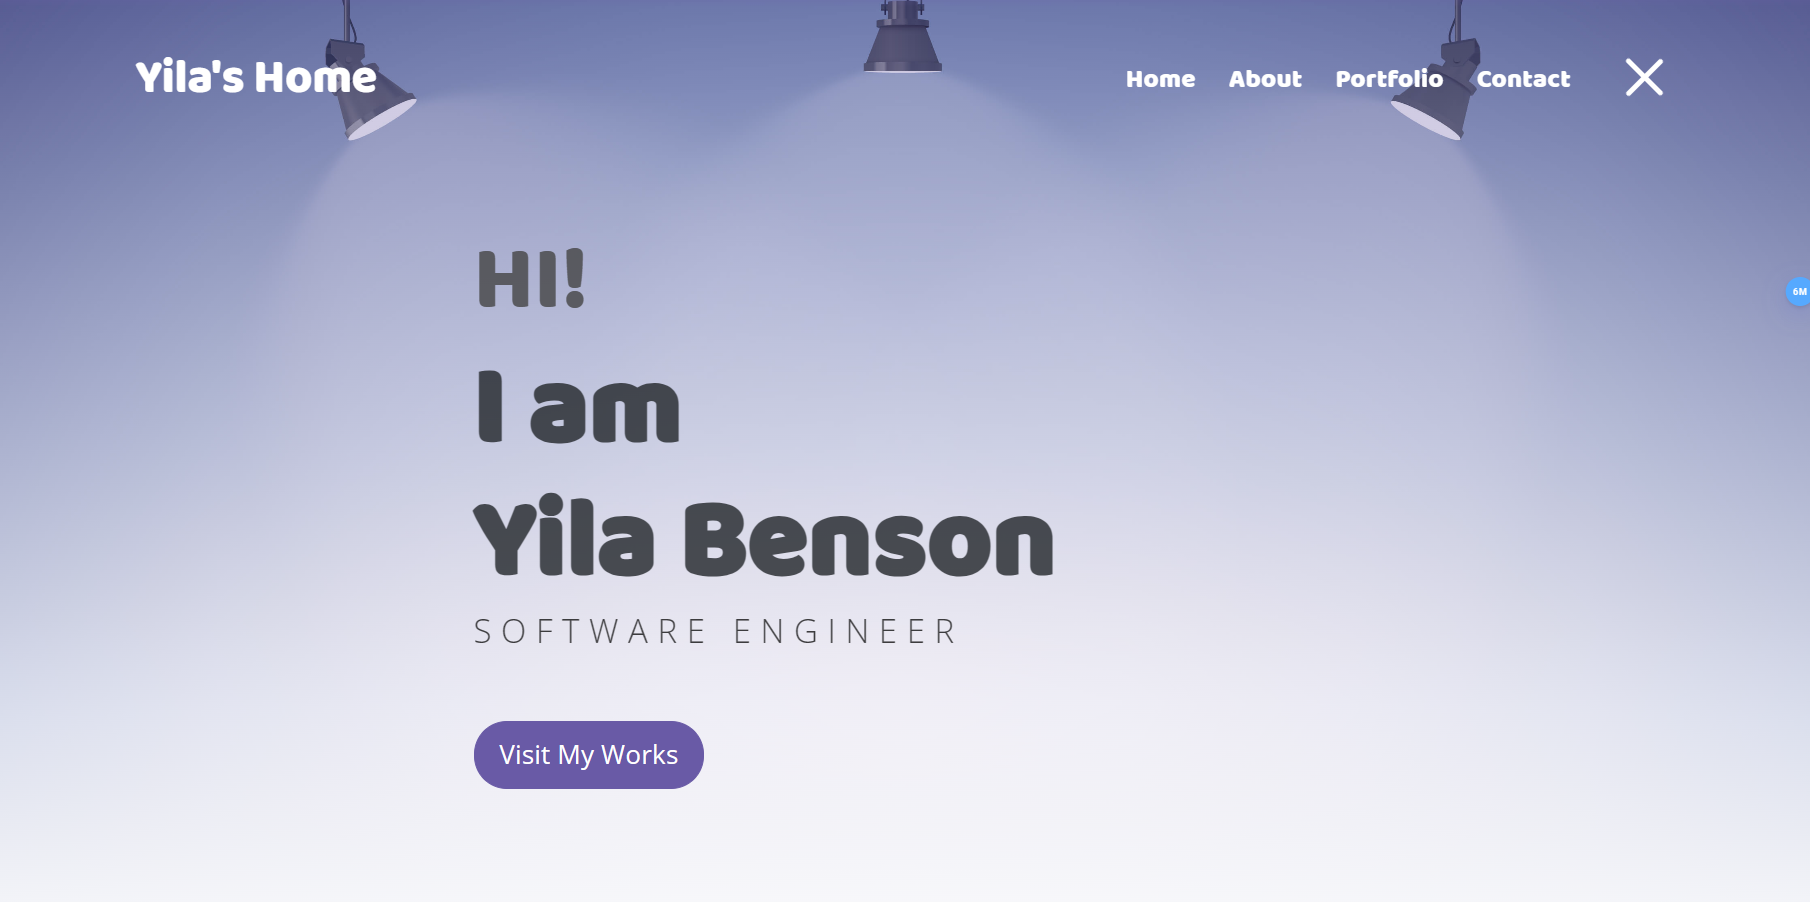 Yila's Home
Home About Portfolio Contact
HI!
I am
Yila Benson
SOFTWARE ENGINEER
Visit My Works
6M